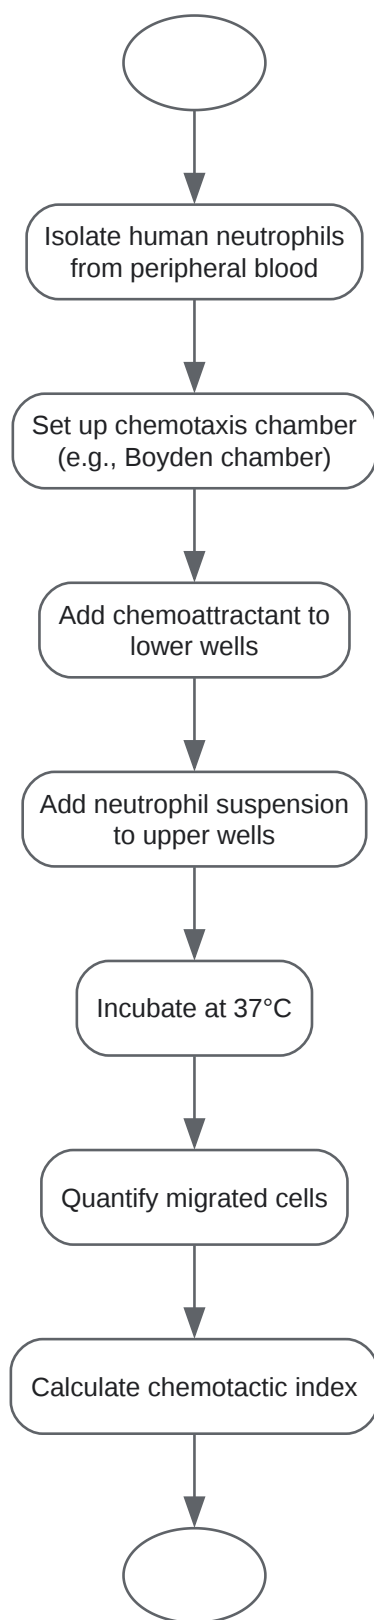 Isolate human neutrophils
from peripheral blood
Set up chemotaxis chamber
(e.g., Boyden chamber)
Add chemoattractant to
lower wells
Add neutrophil suspension
to upper wells
Incubate at 37°C
Quantify migrated cells
Calculate chemotactic index